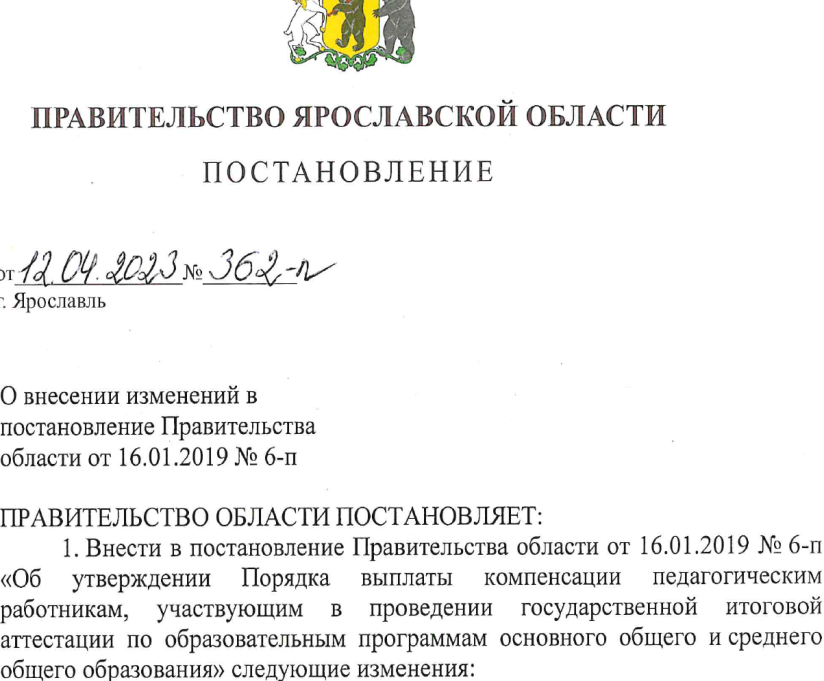 ПРАВИТЕЛЬСТВО ЯРОСЛАВСКОЙ ОБЛАСТИ
ПОСТАНОВЛЕНИЕ
от 12.04.2023 № 362-п
г. Ярославль
О внесении изменений в
постановление Правительства
области от 16.01.2019 № 6-п
ПРАВИТЕЛЬСТВО ОБЛАСТИ ПОСТАНОВЛЯЕТ:
1. Внести в постановление Правительства области от 16.01.2019 № 6-п
«Об утверждении Порядка выплаты компенсации педагогическим
работникам, участвующим в проведении государственной итоговой
аттестации по образовательным программам основного общего и среднего
общего образования» следующие изменения: